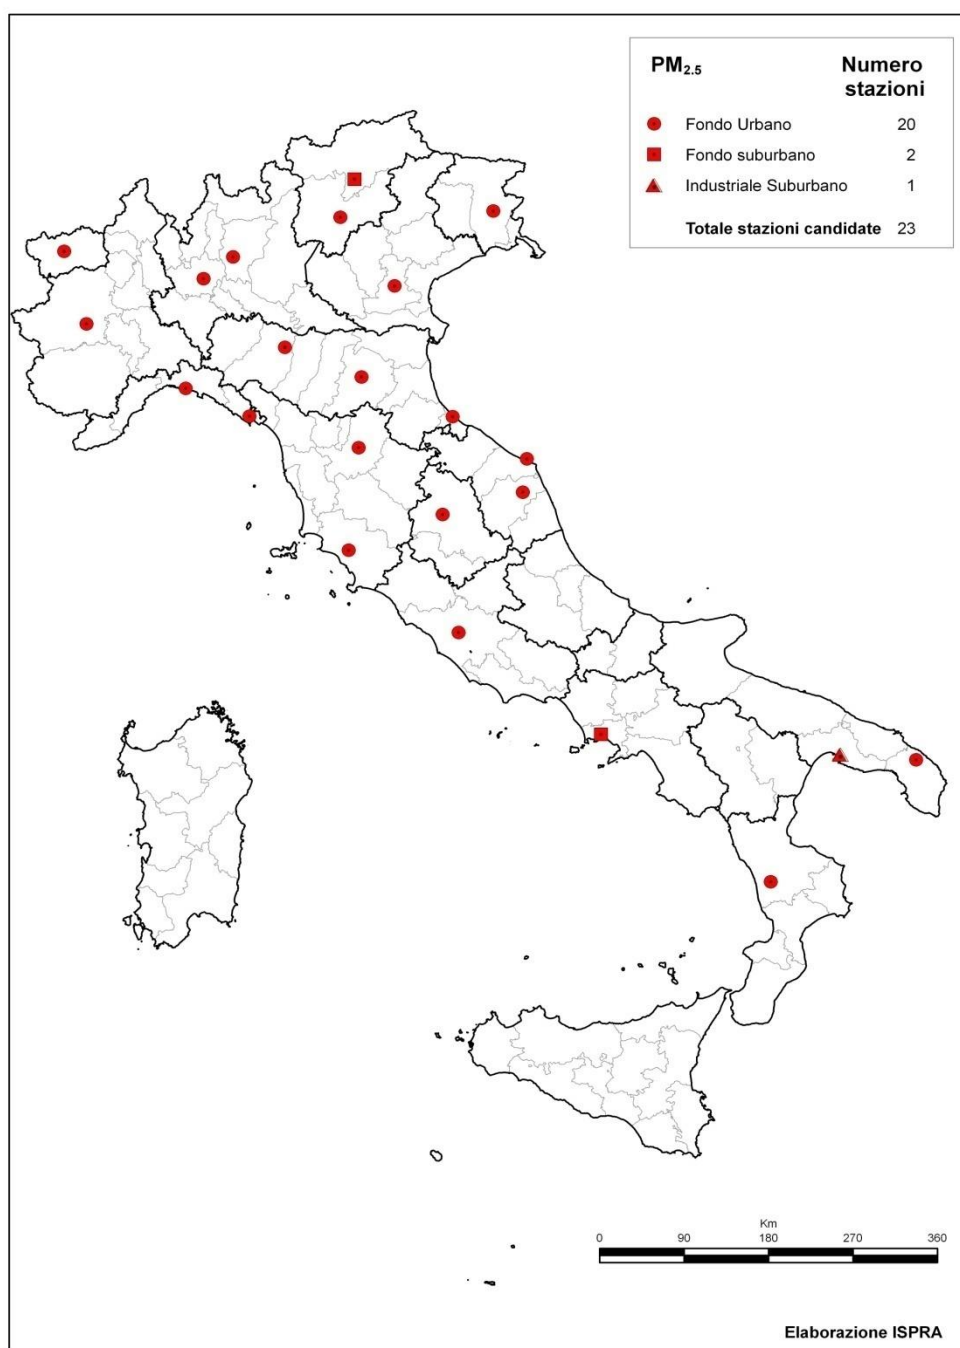 PM2.5 Numero
stazioni
Fondo Urbano 20
Fondo suburbano 2
Industriale Suburbano 1
Totale stazioni candidate 23
Km
0 90 180 270 360
Elaborazione ISPRA